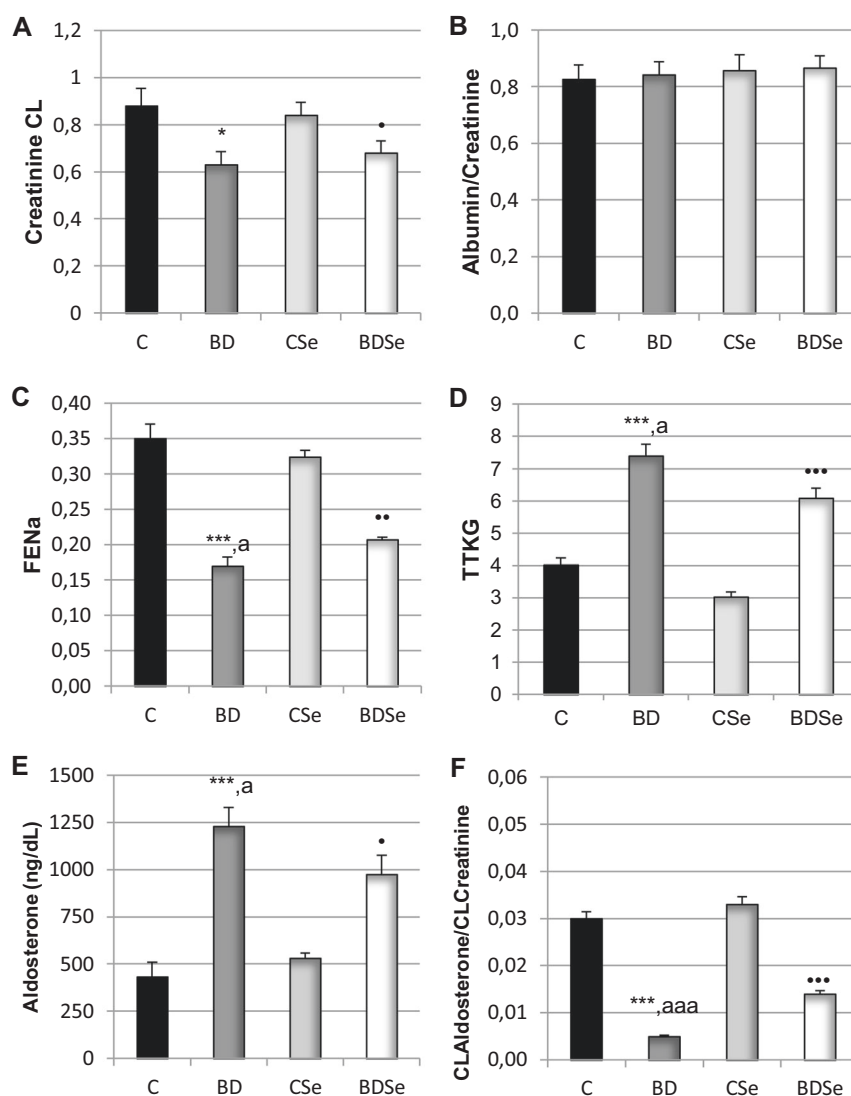 A
Creatinine CL
1,2
1
0,8
0,6
0,4
0,2
0
*
•
C BD CSe BDSe
B
Albumin/Creatinine
1,0
0,8
0,6
0,4
0,2
0,0
C BD CSe BDSe
C
FENa
0,40
0,35
0,30
0,25
0,20
0,15
0,10
0,05
0,00
***,a
••
C BD CSe BDSe
D
TTKG
9
8
7
6
5
4
3
2
1
0
***,a
•••
C BD CSe BDSe
E
Aldosterone (ng/dL)
1500
1250
1000
750
500
250
0
***,a
•
C BD CSe BDSe
F
CLAldosterone/CLCreatinine
0,06
0,05
0,04
0,03
0,02
0,01
0,00
***,aaa
•••
C BD CSe BDSe